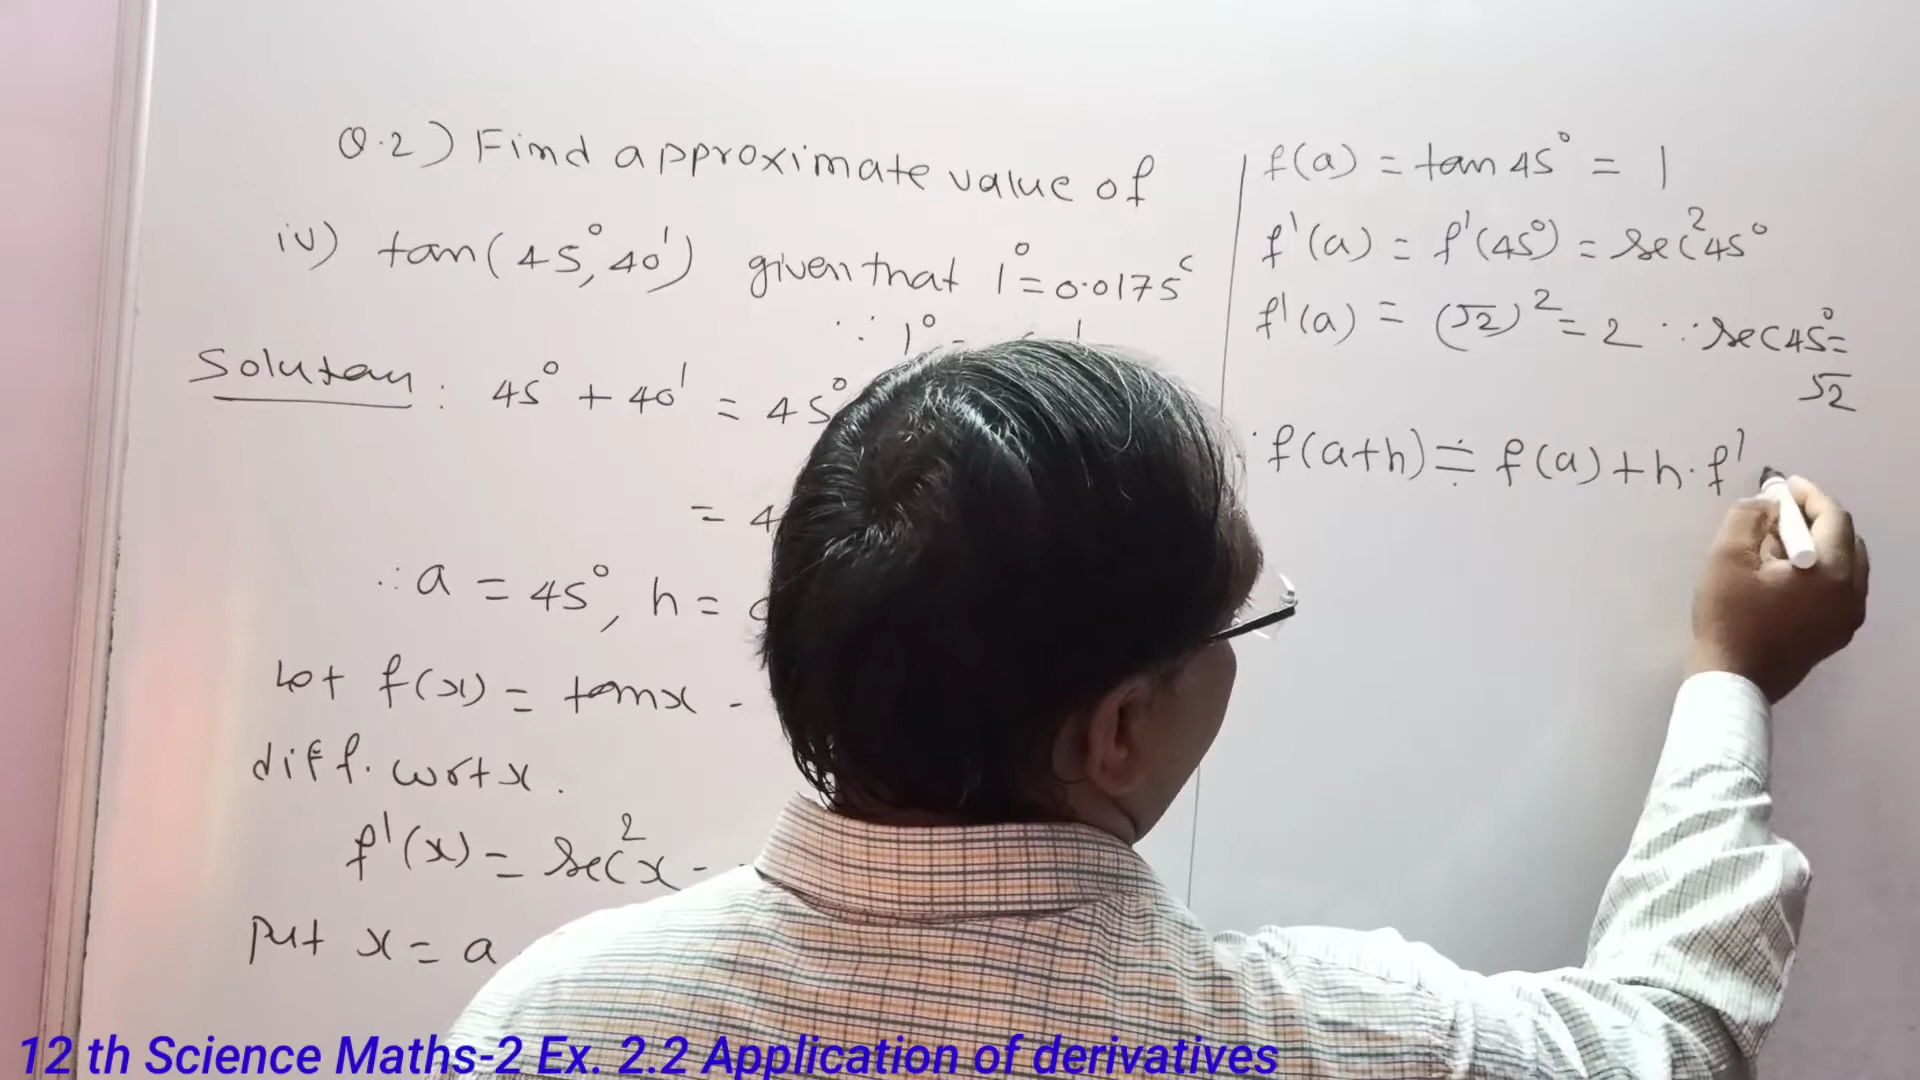 Q.2) Find approximate value of
iv) tan(45°, 40') given that 1° = 0.0175ᶜ
∵ 1° =
Solution : 45° + 40' = 45°
= 4
∴ a = 45°, h =
Let f(x) = tanx -
diff. wrt x.
f'(x) = sec²x -
put x = a
f(a) = tan 45° = 1
f'(a) = f'(45°) = sec²45°
f'(a) = (√2)² = 2 ∵ sec45° =
√2
f(a+h) ≑ f(a) + h. f'
12 th Science Maths-2 Ex. 2.2 Application of derivatives